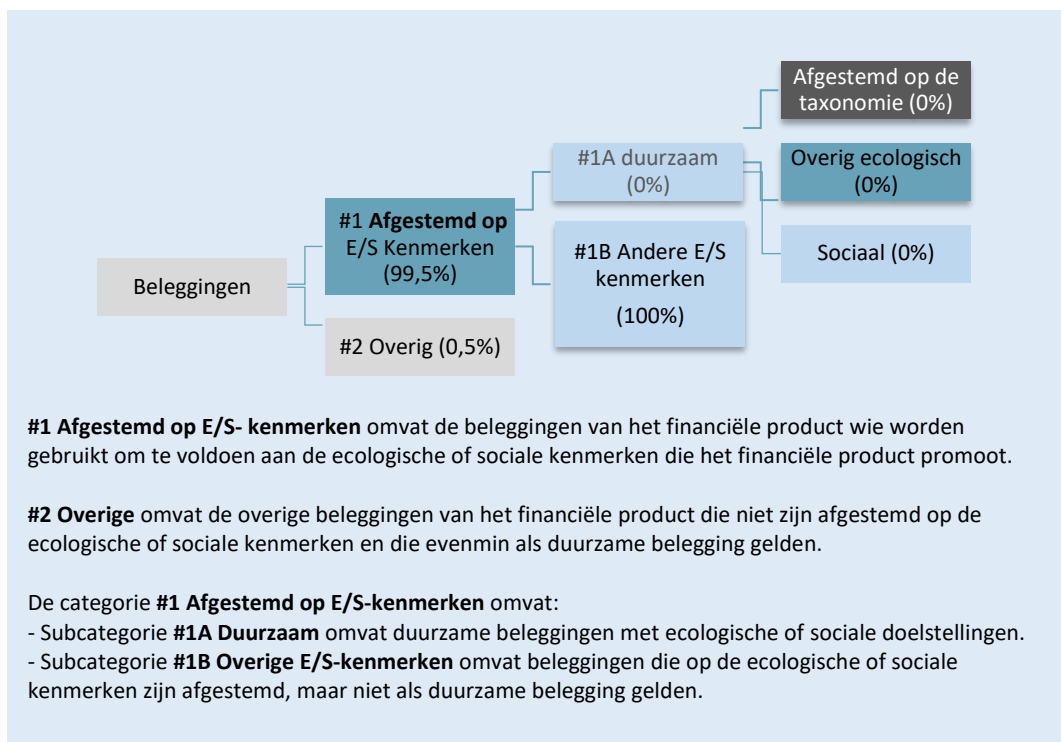 Afgestemd op de
taxonomie (0%)
#1A duurzaam
(0%)
Overig ecologisch
(0%)
#1 Afgestemd op
E/S Kenmerken
(99,5%)
#1B Andere E/S
kenmerken
(100%)
Sociaal (0%)
Beleggingen
#2 Overig (0,5%)
#1 Afgestemd op E/S- kenmerken omvat de beleggingen van het financiële product wie worden
gebruikt om te voldoen aan de ecologische of sociale kenmerken die het financiële product promoot.
#2 Overige omvat de overige beleggingen van het financiële product die niet zijn afgestemd op de
ecologische of sociale kenmerken en die evenmin als duurzame belegging gelden.
De categorie #1 Afgestemd op E/S-kenmerken omvat:
- Subcategorie #1A Duurzaam omvat duurzame beleggingen met ecologische of sociale doelstellingen.
- Subcategorie #1B Overige E/S-kenmerken omvat beleggingen die op de ecologische of sociale
kenmerken zijn afgestemd, maar niet als duurzame belegging gelden.